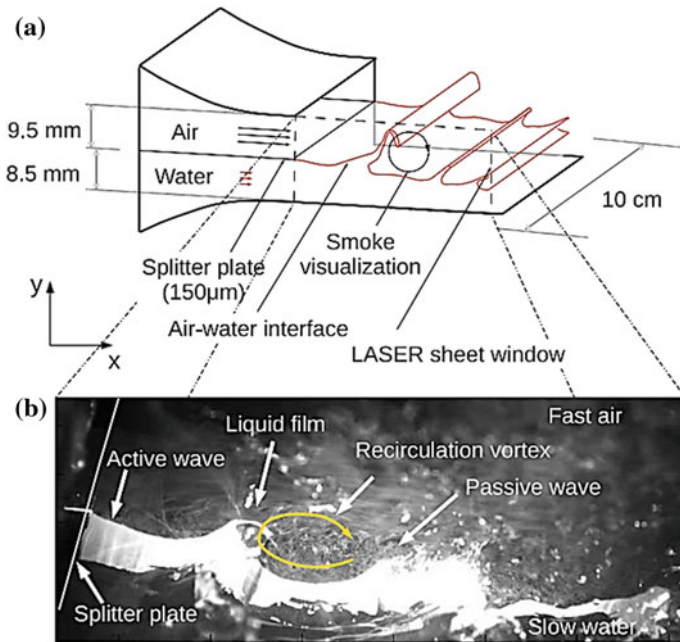 (a)
9.5 mm
Air
8.5 mm
Water
10 cm
Splitter plate
(150µm)
Smoke
visualization
Air-water interface
LASER sheet window
y
x
(b)
Liquid film
Fast air
Active wave
Recirculation vortex
Passive wave
Splitter plate
Slow water